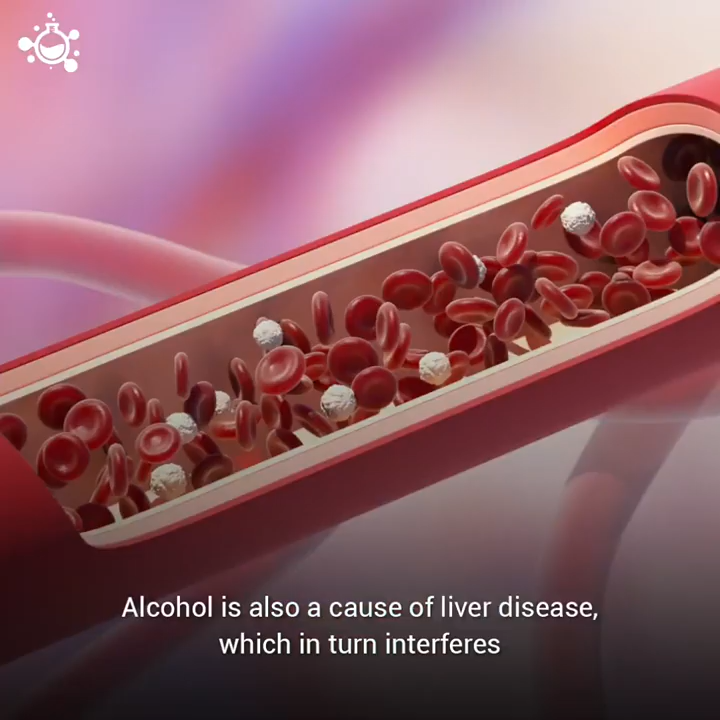 Alcohol is also a cause of liver disease,
which in turn interferes